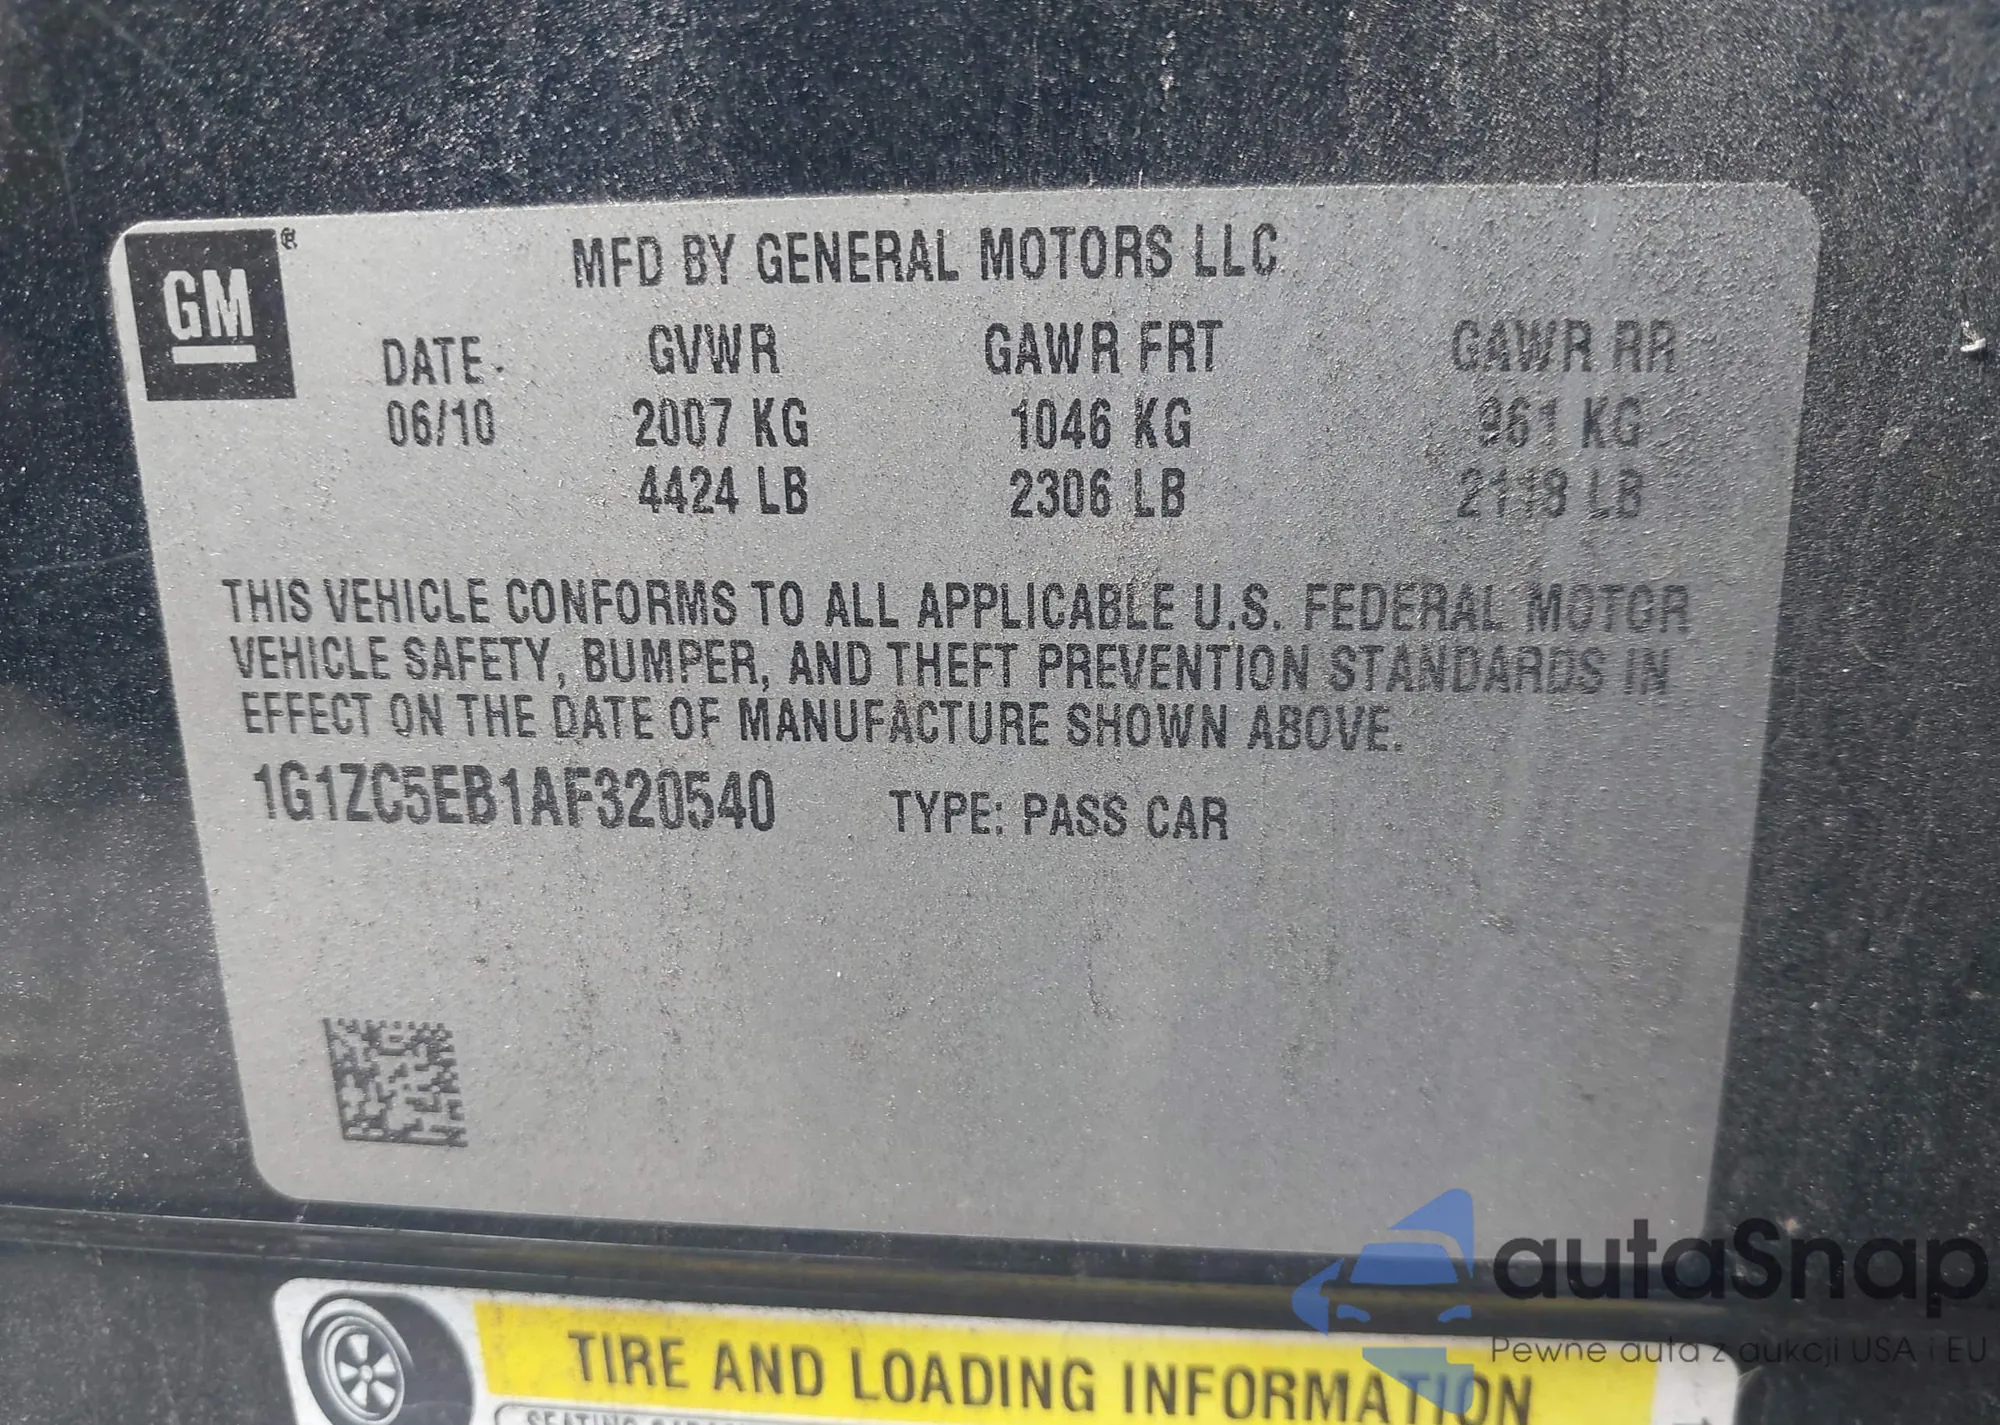 GM ®
MFD BY GENERAL MOTORS LLC
DATE GVWR GAWR FRT GAWR RR
06/10 2007 KG 1046 KG 961 KG
4424 LB 2306 LB 2118 LB
THIS VEHICLE CONFORMS TO ALL APPLICABLE U.S. FEDERAL MOTOR
VEHICLE SAFETY, BUMPER, AND THEFT PREVENTION STANDARDS IN
EFFECT ON THE DATE OF MANUFACTURE SHOWN ABOVE.
1G1ZC5EB1AF320540 TYPE: PASS CAR
autaSnap
Pewne auta z aukcji USA i EU
TIRE AND LOADING INFORMATION